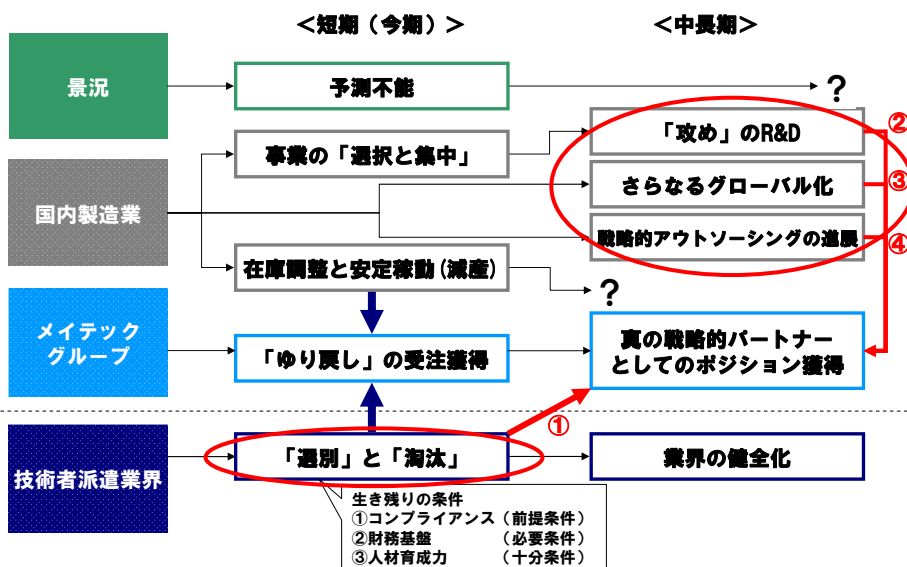 ＜短期（今期）＞
＜中長期＞
景況
予測不能
？
国内製造業
事業の「選択と集中」
「攻め」のR&D
②
さらなるグローバル化
③
戦略的アウトソーシングの進展
④
在庫調整と安定稼動(減産)
？
メイテック
グループ
「ゆり戻し」の受注獲得
真の戦略的パートナー
としてのポジション獲得
①
技術者派遣業界
「選別」と「淘汰」
業界の健全化
生き残りの条件
①コンプライアンス（前提条件）
②財務基盤　　　　（必要条件）
③人材育成力　　　（十分条件）